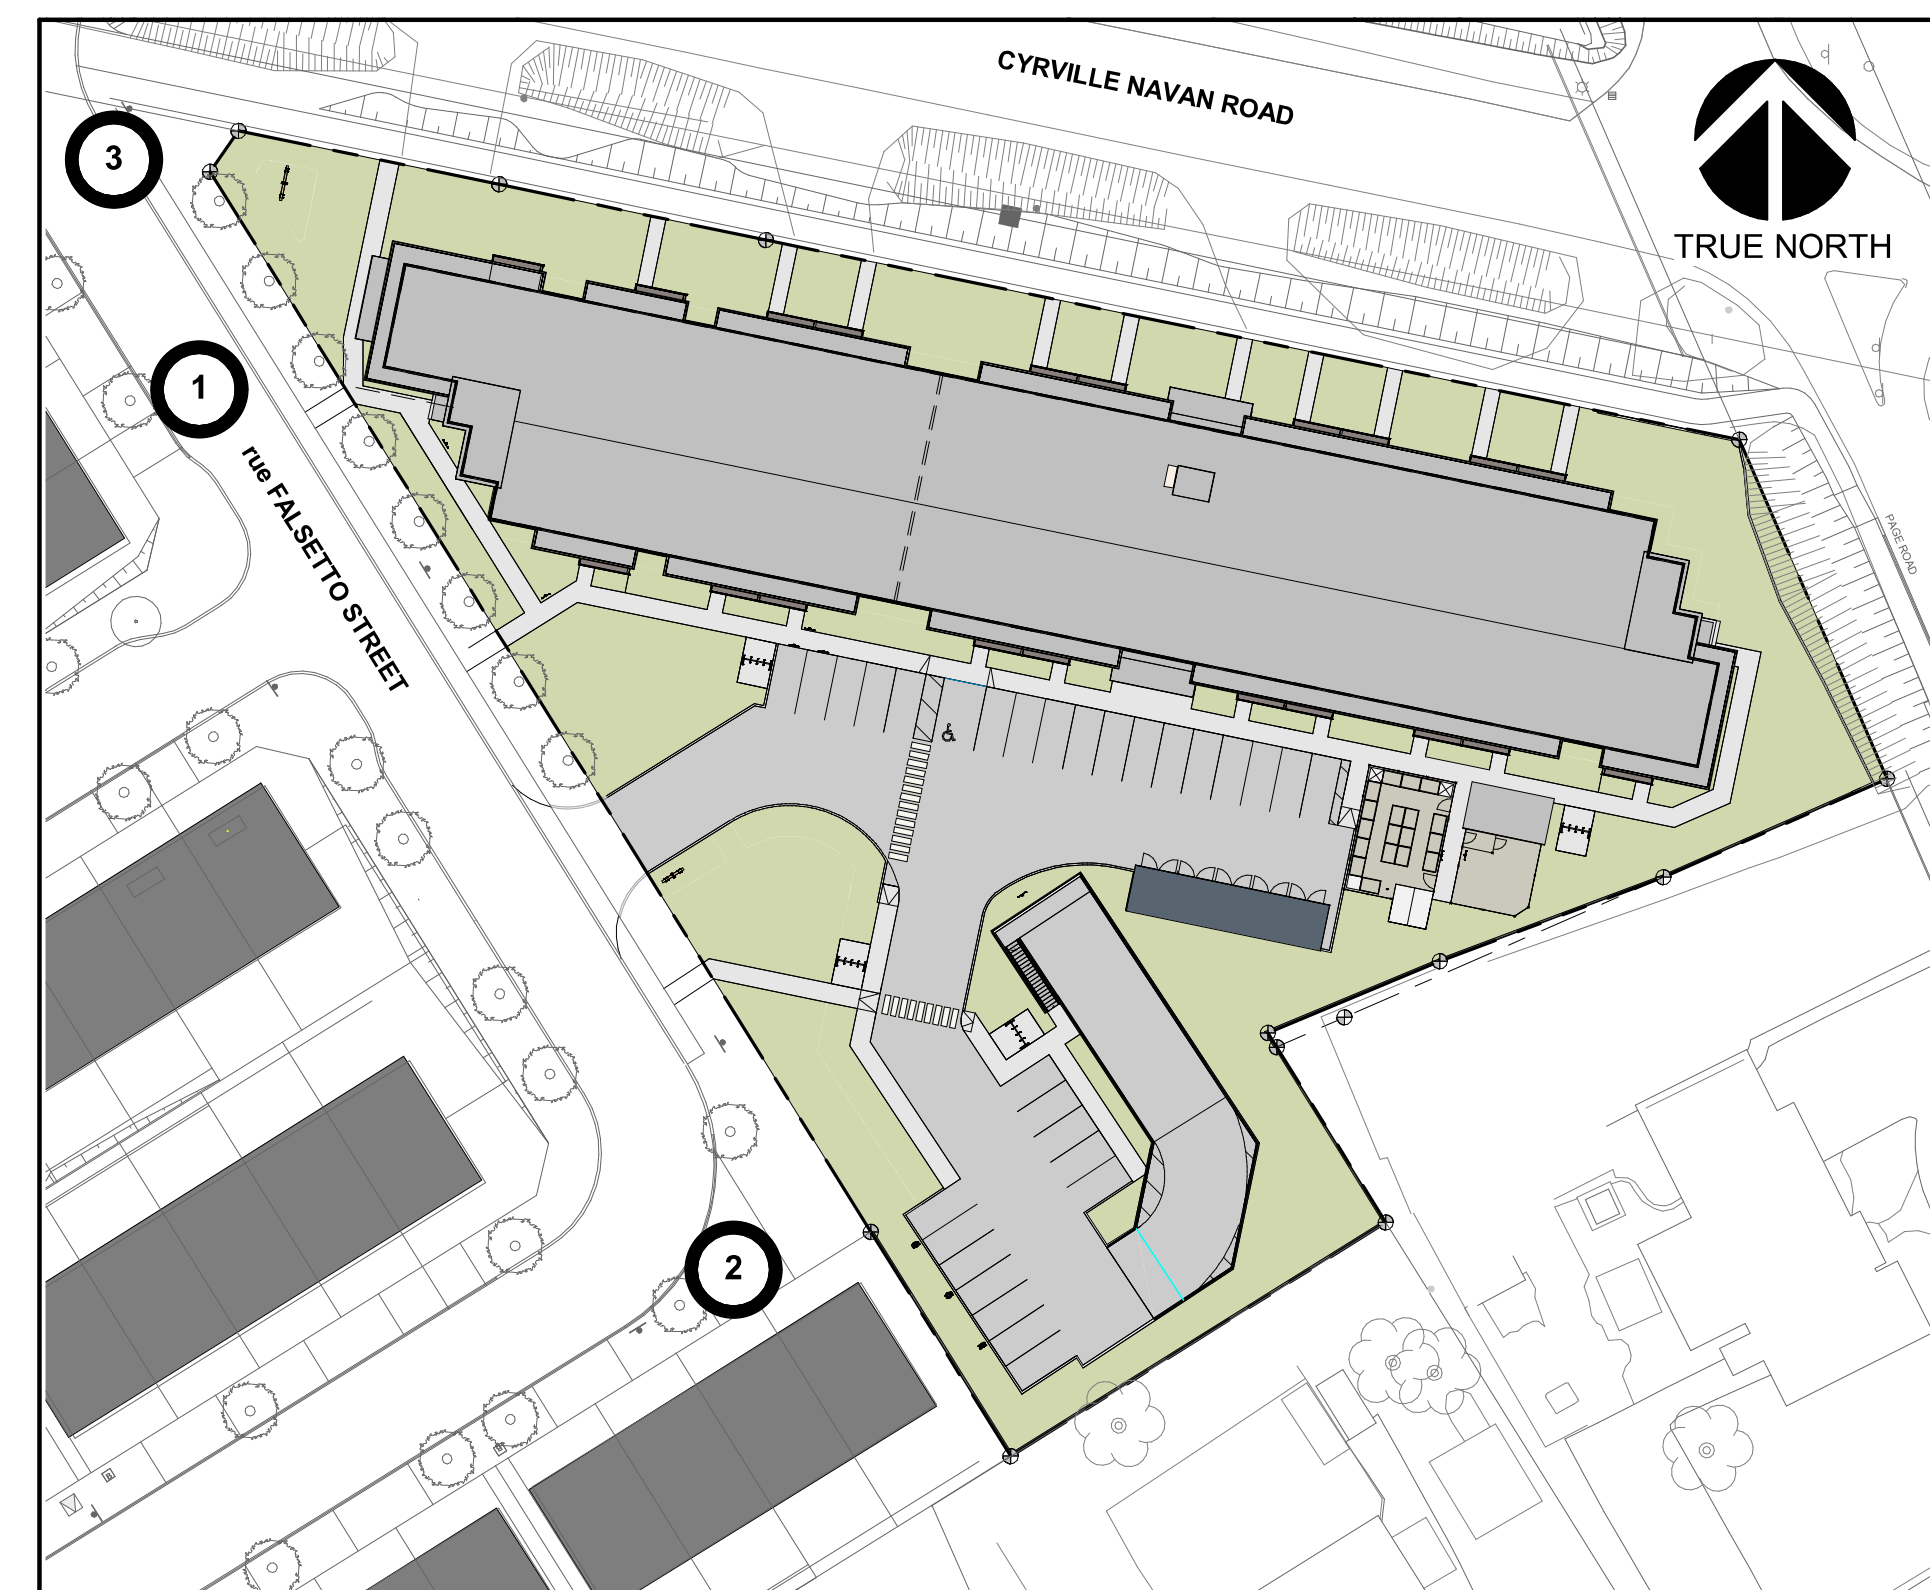 CYRVILLE NAVAN ROAD
TRUE NORTH
3
1
rue FALSETTO STREET
PAGE ROAD
2